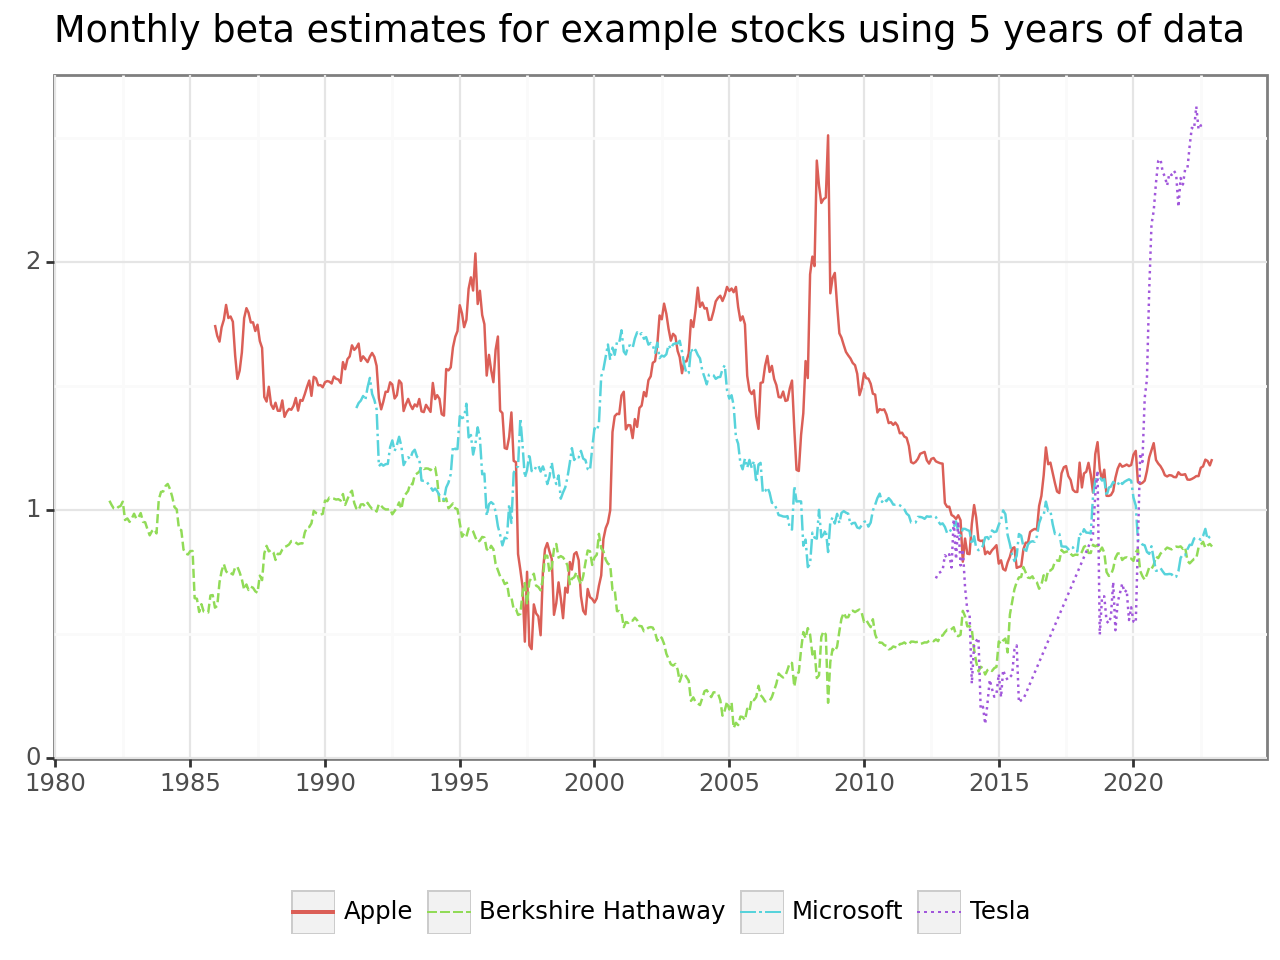 Monthly beta estimates for example stocks using 5 years of data
2
1
0
1980 1985 1990 1995 2000 2005 2010 2015 2020
Apple Berkshire Hathaway Microsoft Tesla